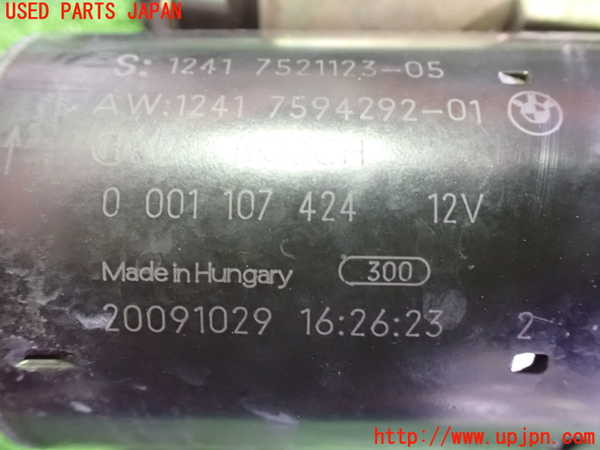 USED PARTS JAPAN
S: 1241 7521123-05
AW:1241 7594292-01
0 001 107 424 12V
Made in Hungary 300
20091029 16:26:23 2
http://www.upjpn.com/